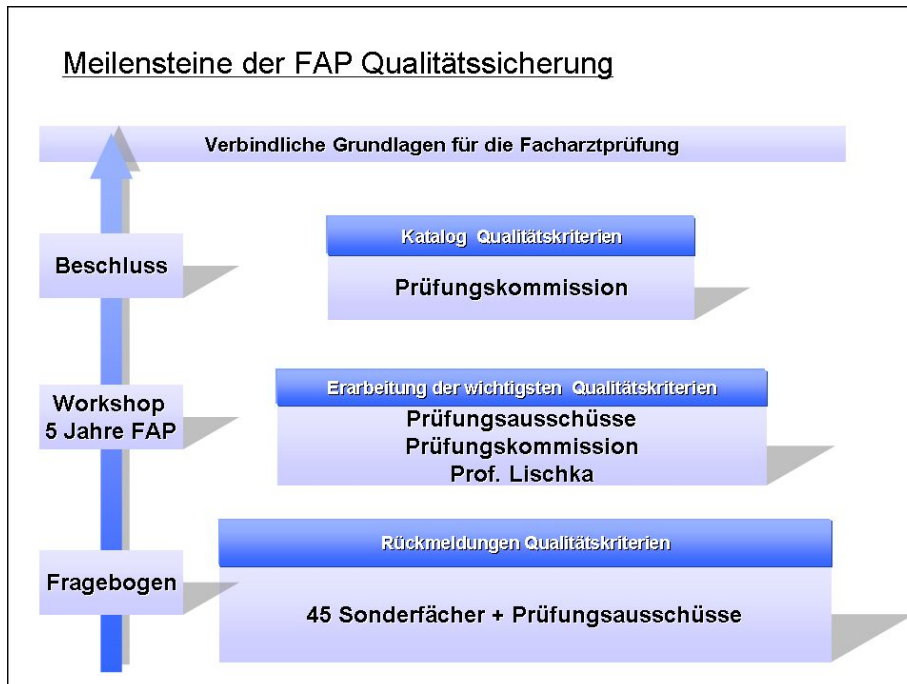 Meilensteine der FAP Qualitätssicherung
Verbindliche Grundlagen für die Facharztprüfung
Beschluss
Katalog Qualitätskriterien
Prüfungskommission
Workshop
5 Jahre FAP
Erarbeitung der wichtigsten Qualitätskriterien
Prüfungsausschüsse
Prüfungskommission
Prof. Lischka
Fragebogen
Rückmeldungen Qualitätskriterien
45 Sonderfächer + Prüfungsausschüsse